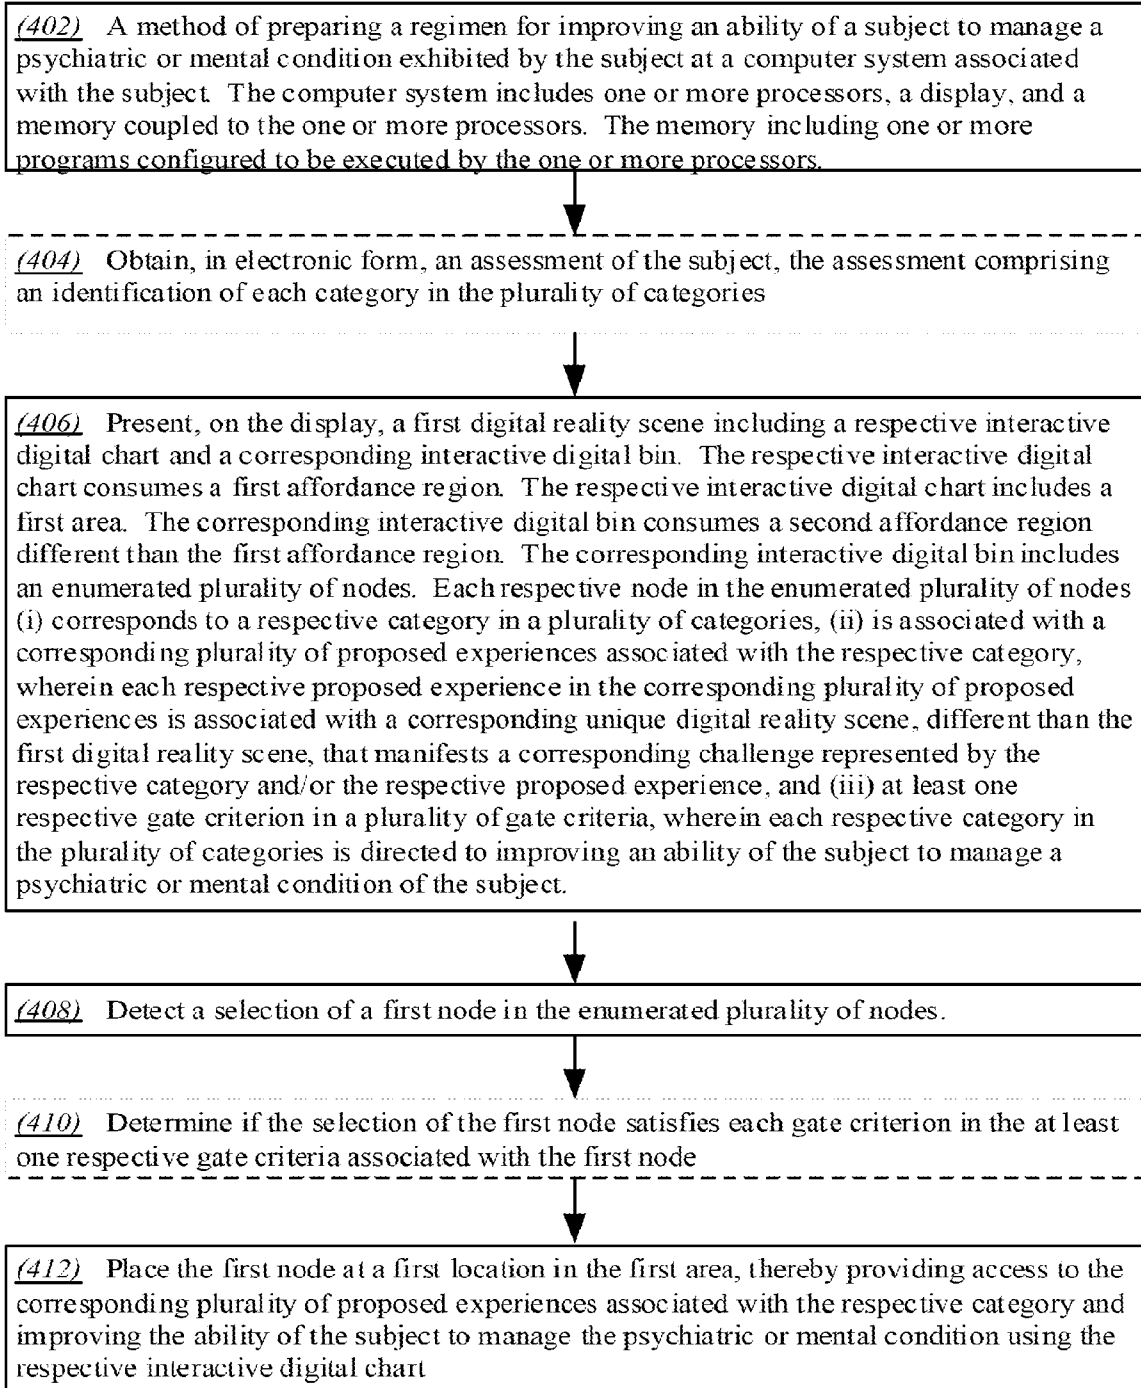 (402) A method of preparing a regimen for improving an ability of a subject to manage a
psychiatric or mental condition exhibited by the subject at a computer system associated
with the subject. The computer system includes one or more processors, a display, and a
memory coupled to the one or more processors. The memory including one or more
programs configured to be executed by the one or more processors.
(404) Obtain, in electronic form, an assessment of the subject, the assessment comprising
an identification of each category in the plurality of categories
(406) Present, on the display, a first digital reality scene including a respective interactive
digital chart and a corresponding interactive digital bin. The respective interactive digital
chart consumes a first affordance region. The respective interactive digital chart includes a
first area. The corresponding interactive digital bin consumes a second affordance region
different than the first affordance region. The corresponding interactive digital bin includes
an enumerated plurality of nodes. Each respective node in the enumerated plurality of nodes
(i) corresponds to a respective category in a plurality of categories, (ii) is associated with a
corresponding plurality of proposed experiences associated with the respective category,
wherein each respective proposed experience in the corresponding plurality of proposed
experiences is associated with a corresponding unique digital reality scene, different than the
first digital reality scene, that manifests a corresponding challenge represented by the
respective category and/or the respective proposed experience, and (iii) at least one
respective gate criterion in a plurality of gate criteria, wherein each respective category in
the plurality of categories is directed to improving an ability of the subject to manage a
psychiatric or mental condition of the subject.
(408) Detect a selection of a first node in the enumerated plurality of nodes.
(410) Determine if the selection of the first node satisfies each gate criterion in the at least
one respective gate criteria associated with the first node
(412) Place the first node at a first location in the first area, thereby providing access to the
corresponding plurality of proposed experiences associated with the respective category and
improving the ability of the subject to manage the psychiatric or mental condition using the
respective interactive digital chart